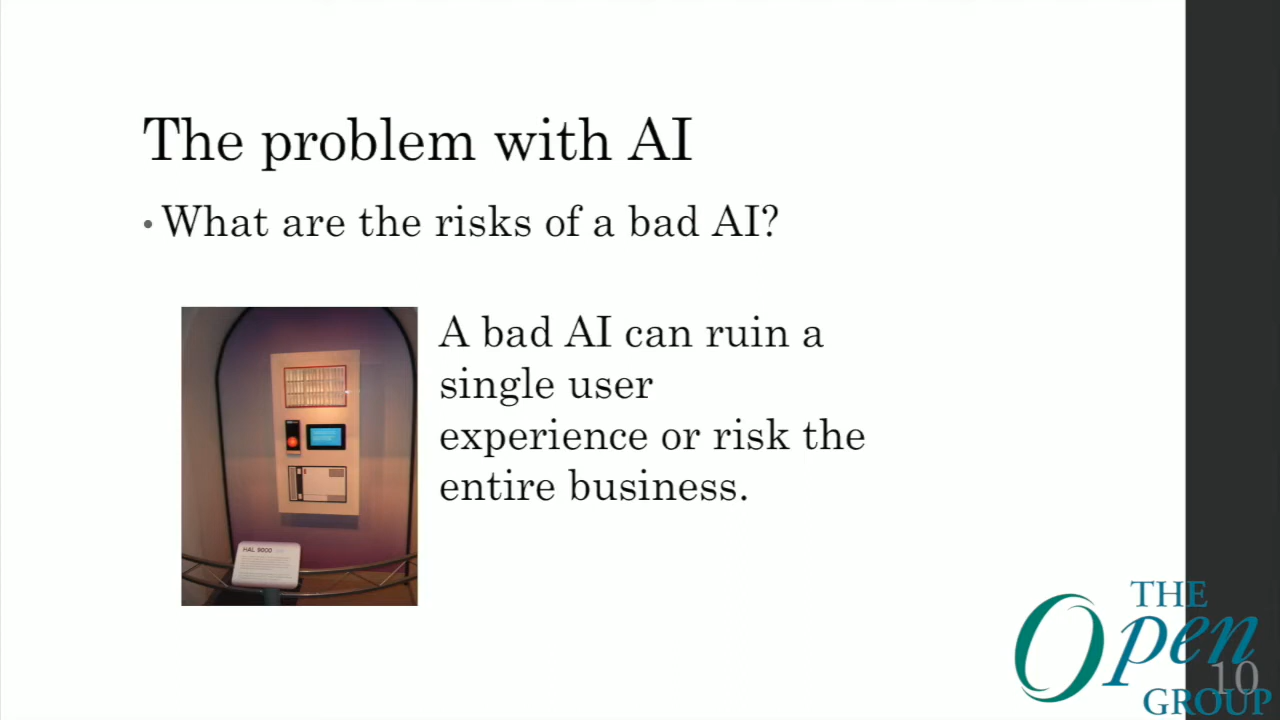 The problem with AI
• What are the risks of a bad AI?
A bad AI can ruin a
single user
experience or risk the
entire business.
HAL 9000
THE
Open
10
GROUP